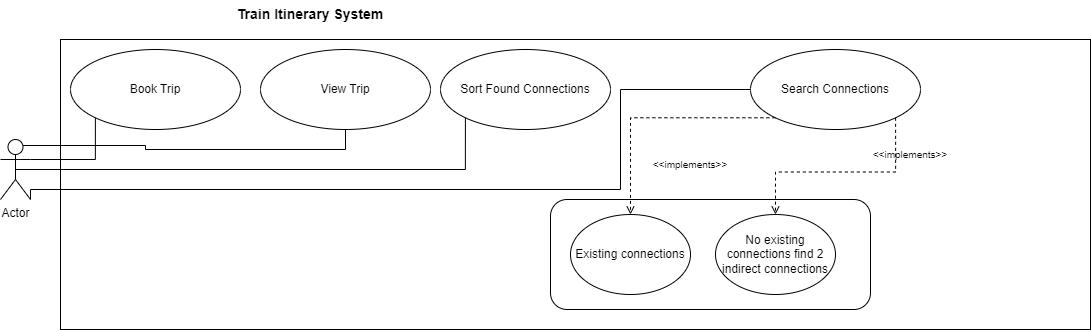 Train Itinerary System
Book Trip
View Trip
Sort Found Connections
Search Connections
<<implements>>
<<implements>>
Actor
Existing connections
No existing
connections find 2
indirect connections